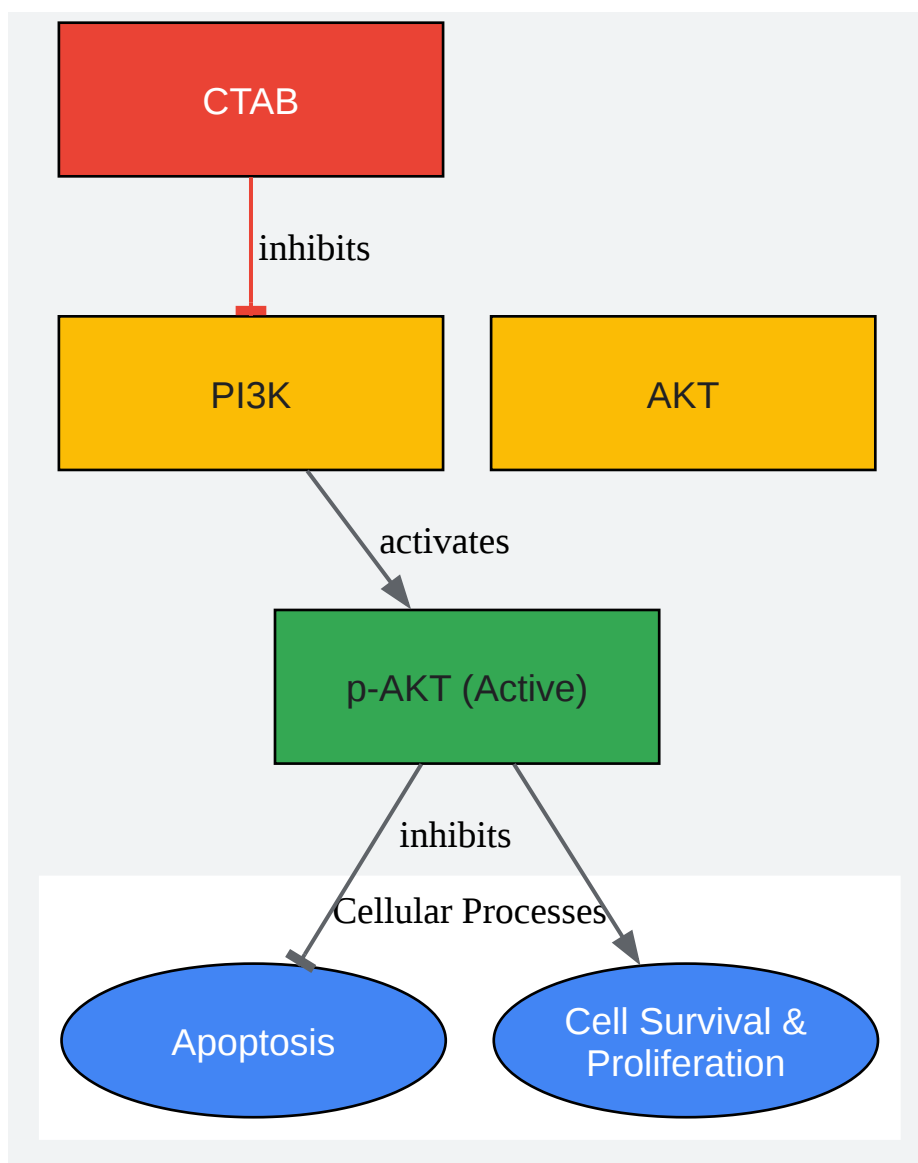 CTAB
inhibits
PI3K
AKT
activates
p-AKT (Active)
inhibits
Cellular Processes
Apoptosis
Cell Survival &
Proliferation